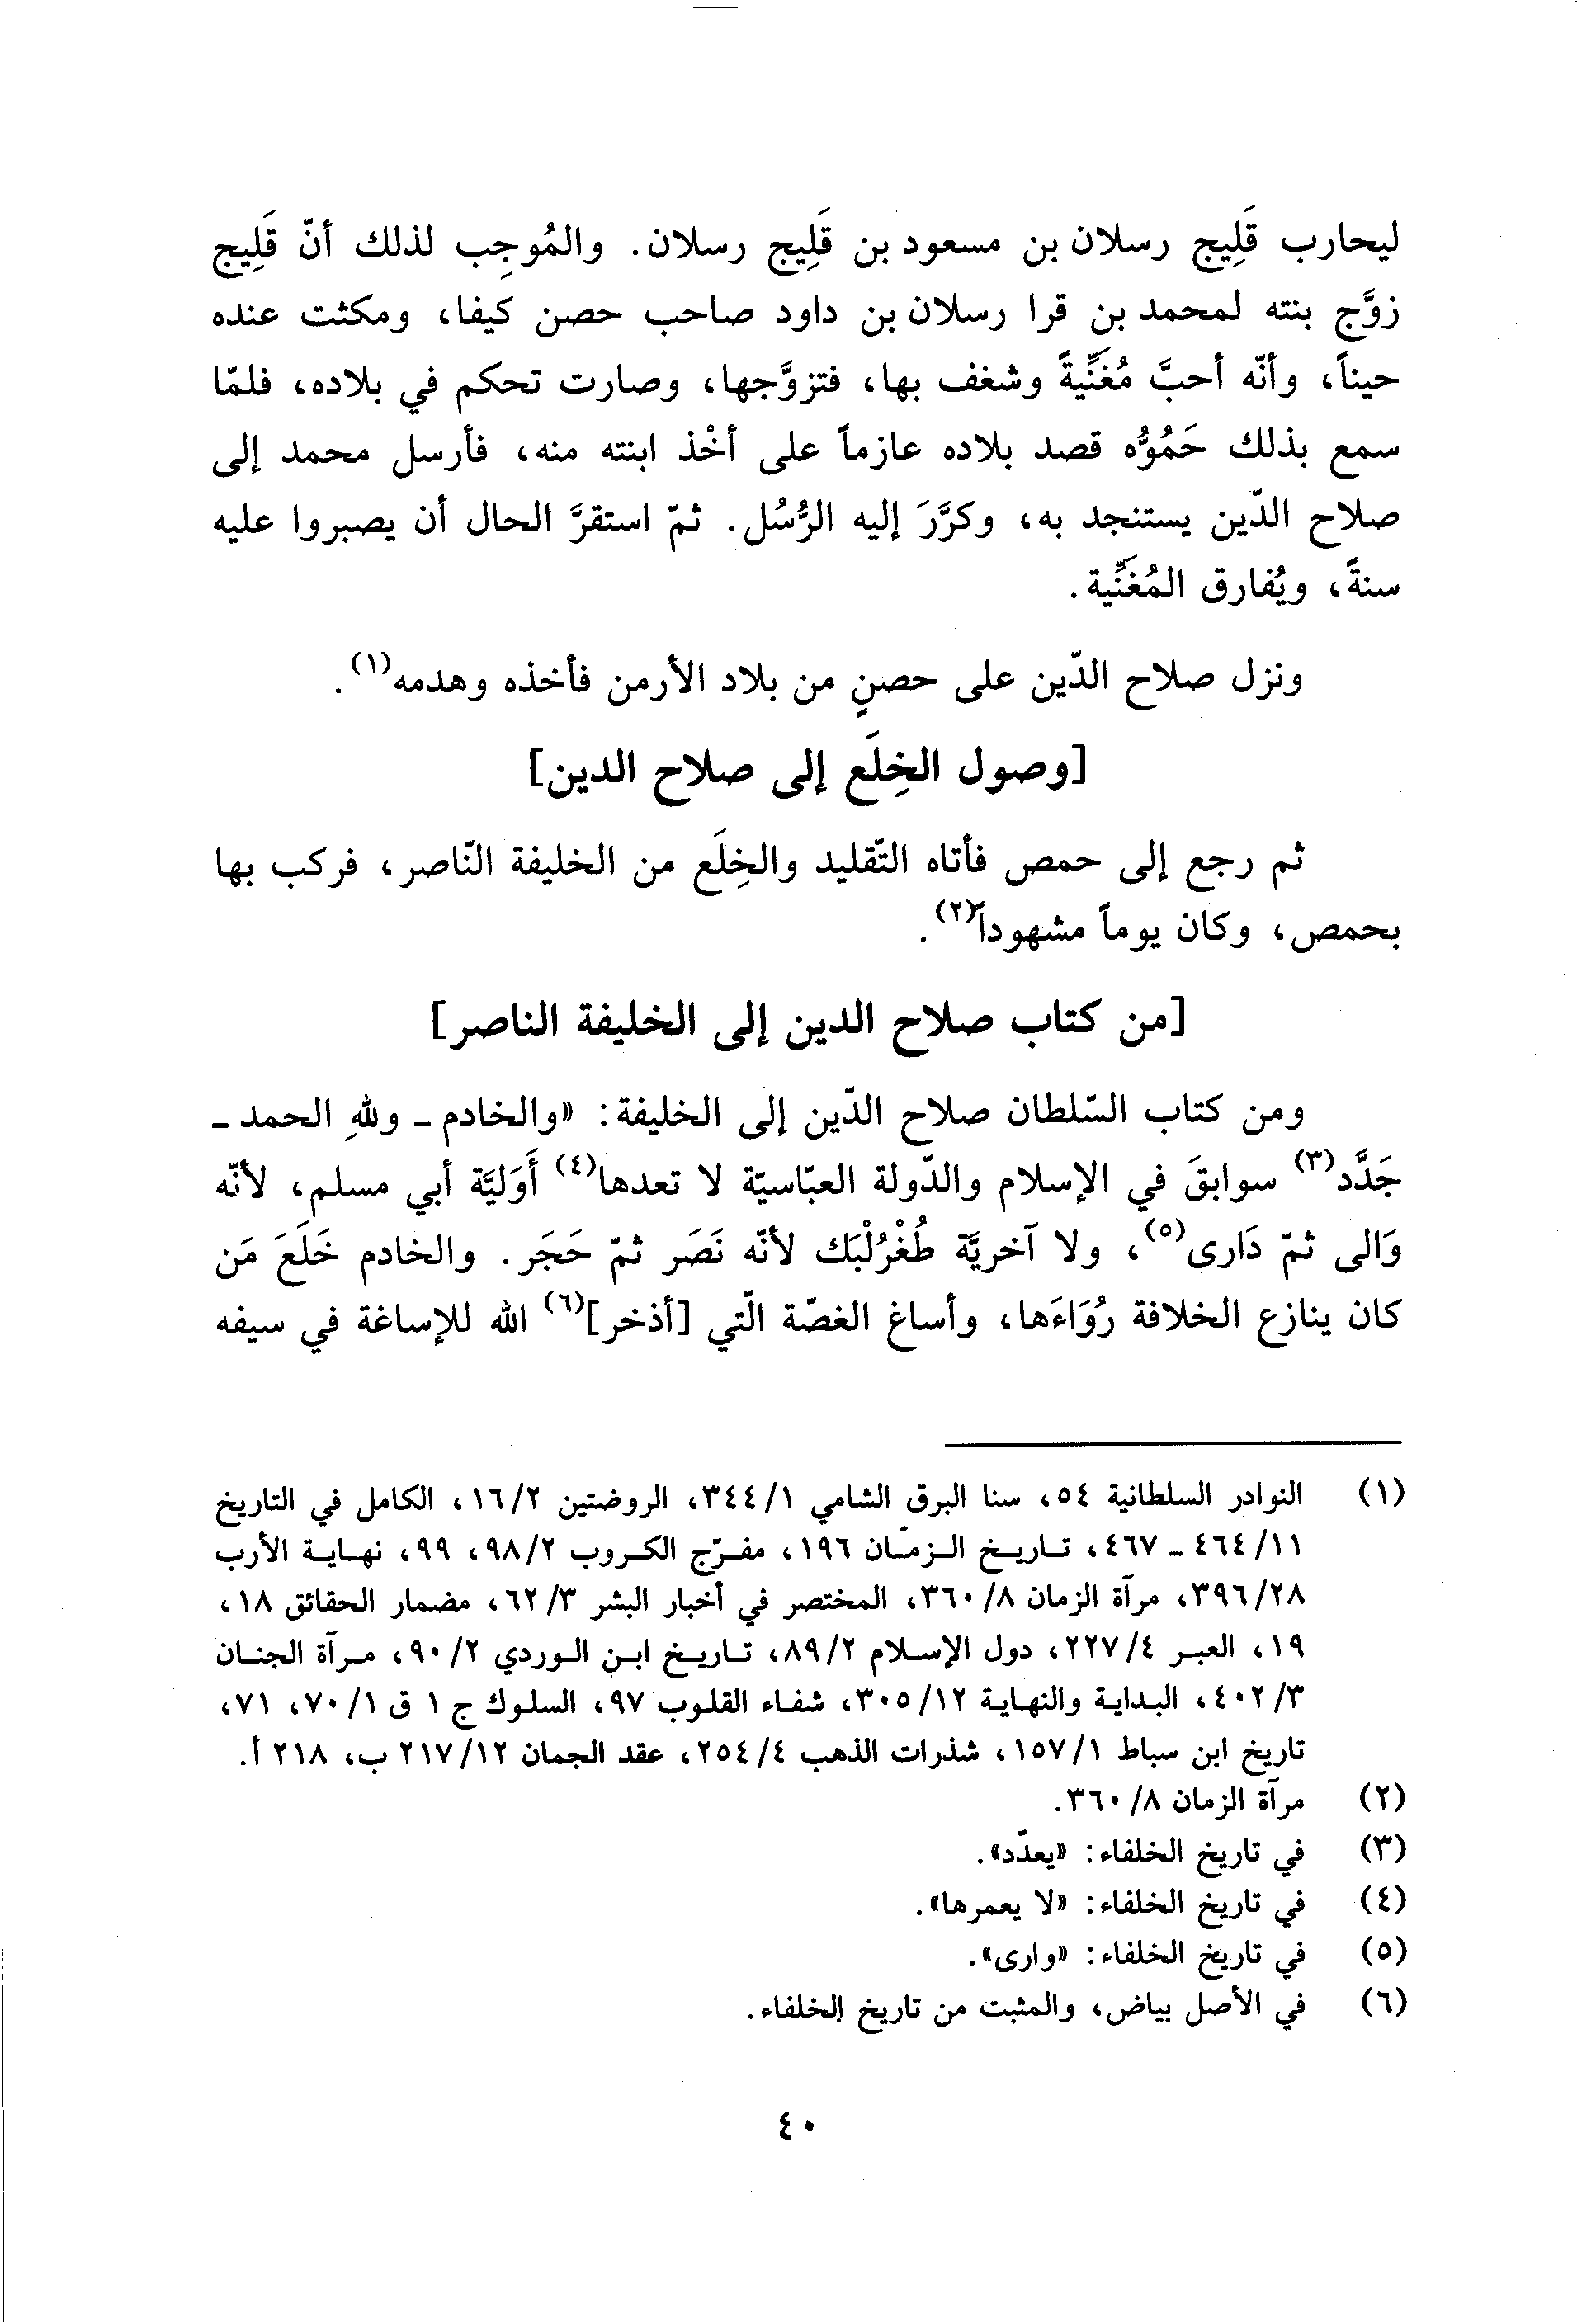 ليحارب قَلِيج رسلان بن مسعود بن قَلِيج رسلان. والمُوجِب لذلك أنّ قَلِيج
زوَّج بنته لمحمد بن قرا رسلان بن داود صاحب حصن كيفا، ومكثت عنده
حيناً، وأنّه أحبَّ مُغَنِّيةً وشغف بها، فتزوَّجها، وصارت تحكم في بلاده، فلمّا
سمع بذلك حَمُوُّه قصد بلاده عازماً على أخْذ ابنته منه، فأرسل محمد إلى
صلاح الدّين يستنجد به، وكرَّرَ إليه الرُّسُل. ثمّ استقرَّ الحال أن يصبروا عليه
سنةً، ويُفارق المُغَنِّية.
ونزل صلاح الدّين على حصنٍ من بلاد الأرمن فأخذه وهدمه(١).
[وصول الخِلَع إلى صلاح الدين]
ثم رجع إلى حمص فأتاه التّقليد والخِلَع من الخليفة النّاصر، فركب بها
بحمص، وكان يوماً مشهوداً(٢).
[من كتاب صلاح الدين إلى الخليفة الناصر]
ومن كتاب السّلطان صلاح الدّين إلى الخليفة: «والخادم ـ وللهِ الحمد ـ
جَدَّد(٣) سوابقَ في الإسلام والدّولة العبّاسيّة لا تعدها(٤) أَوَليَّة أبي مسلم، لأنّه
وَالى ثمّ دَارى(٥)، ولا آخريَّة طُغْرُلْبَك لأنّه نَصَر ثمّ حَجَر. والخادم خَلَعَ مَن
كان ينازع الخلافة رُوَاءَها، وأساغ الغصّة الّتي [أذخر](٦) الله للإساغة في سيفه
(١) النوادر السلطانية ٥٤، سنا البرق الشامي ٣٤٤/١، الروضتين ١٦/٢، الكامل في التاريخ
٤٦٤/١١ ـ ٤٦٧، تاريخ الزمان ١٩٦، مفرّج الكروب ٩٨/٢، ٩٩، نهاية الأرب
٣٩٦/٢٨، مرآة الزمان ٣٦٠/٨، المختصر في أخبار البشر ٦٢/٣، مضمار الحقائق ١٨،
١٩، العبر ٢٢٧/٤، دول الإسلام ٨٩/٢، تاريخ ابن الوردي ٩٠/٢، مرآة الجنان
٤٠٢/٣، البداية والنهاية ٣٠٥/١٢، شفاء القلوب ٩٧، السلوك ج ١ ق ٧٠/١، ٧١،
تاريخ ابن سباط ١٥٧/١، شذرات الذهب ٢٥٤/٤، عقد الجمان ٢١٧/١٢ ب، ٢١٨ أ.
(٢) مرآة الزمان ٣٦٠/٨.
(٣) في تاريخ الخلفاء: «يعدّد».
(٤) في تاريخ الخلفاء: «لا يعمرها».
(٥) في تاريخ الخلفاء: «وارى».
(٦) في الأصل بياض، والمثبت من تاريخ الخلفاء.
٤٠